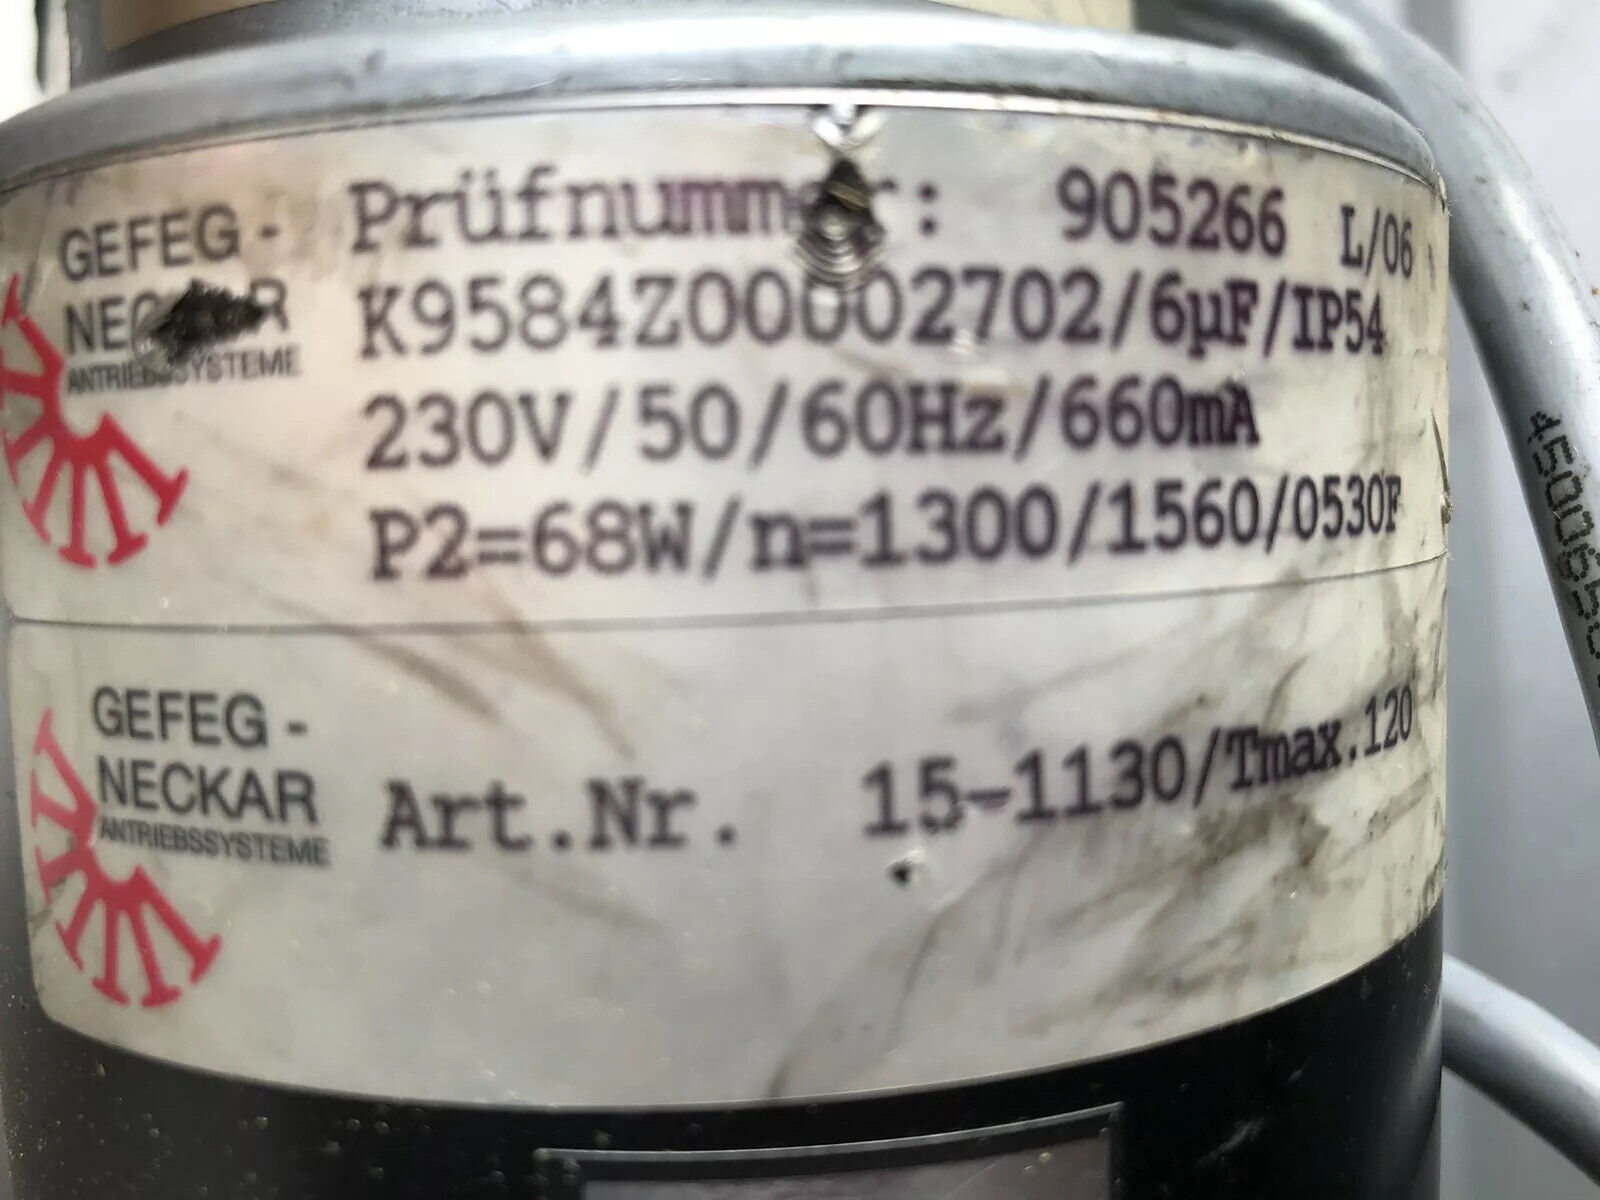 GEFEG -
NECKAR
ANTRIEBSSYSTEME
Prüfnummer: 905266 L/06
K9584Z00002702/6µF/IP54
230V/50/60Hz/660mA
P2=68W/n=1300/1560/0530F
GEFEG -
NECKAR
ANTRIEBSSYSTEME
Art.Nr. 15-1130/Tmax.120